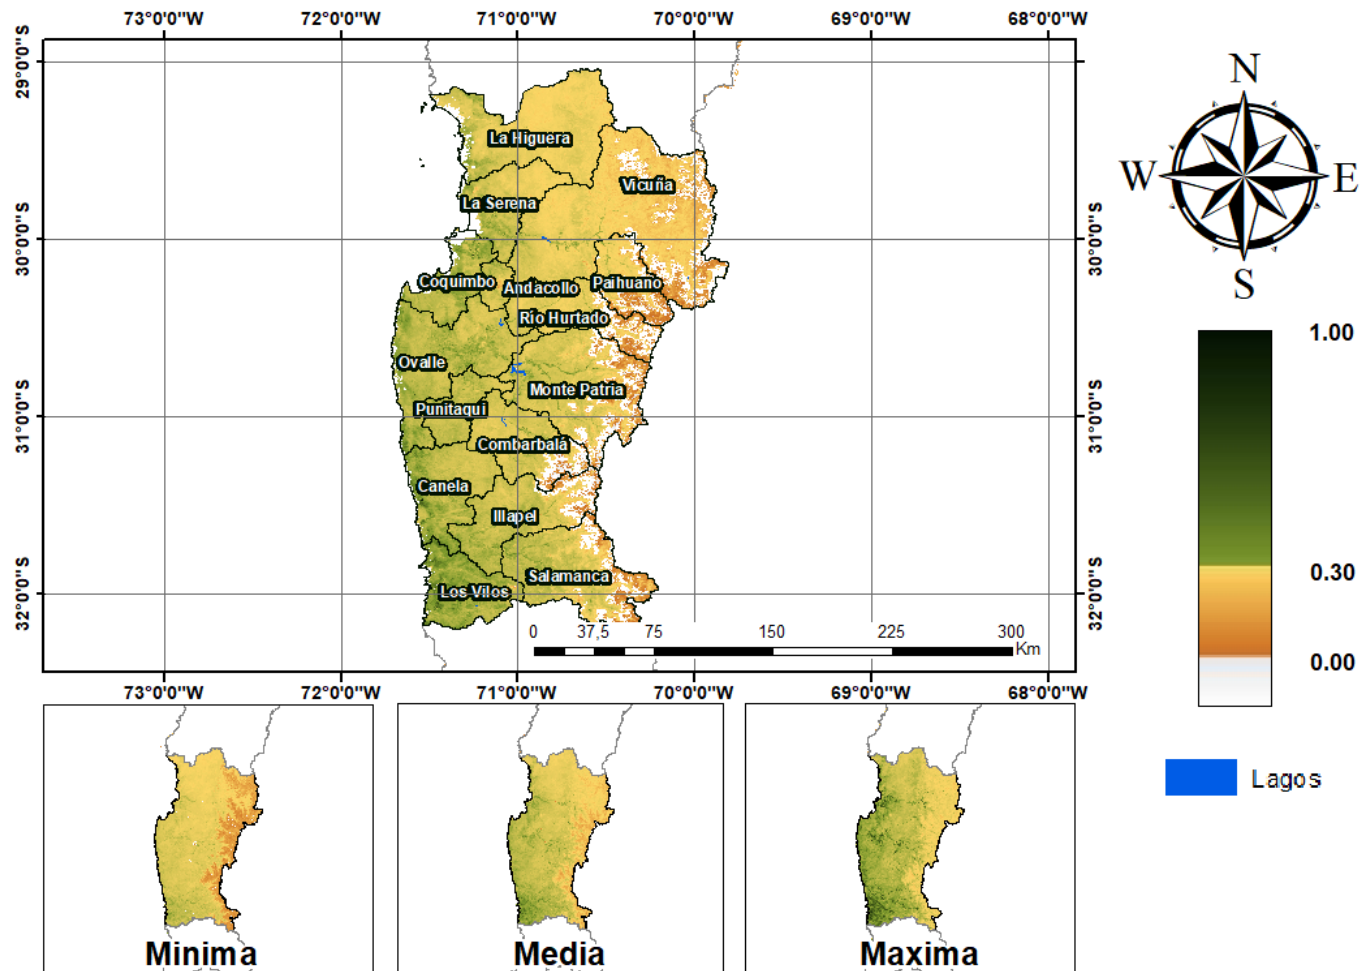 73°0'0"W 72°0'0"W 71°0'0"W 70°0'0"W 69°0'0"W 68°0'0"W
29°0'0"S
29°0'0"S
30°0'0"S
30°0'0"S
31°0'0"S
31°0'0"S
32°0'0"S
32°0'0"S
La Higuera
Vicuña
La Serena
Coquimbo
Andacollo
Paihuano
Río Hurtado
Ovalle
Monte Patria
Punitaqui
Combarbalá
Canela
Illapel
Salamanca
Los Vilos
0 37,5 75 150 225 300
Km
73°0'0"W 72°0'0"W 71°0'0"W 70°0'0"W 69°0'0"W 68°0'0"W
N
W E
S
1.00
0.30
0.00
Lagos
Minima
Media
Maxima